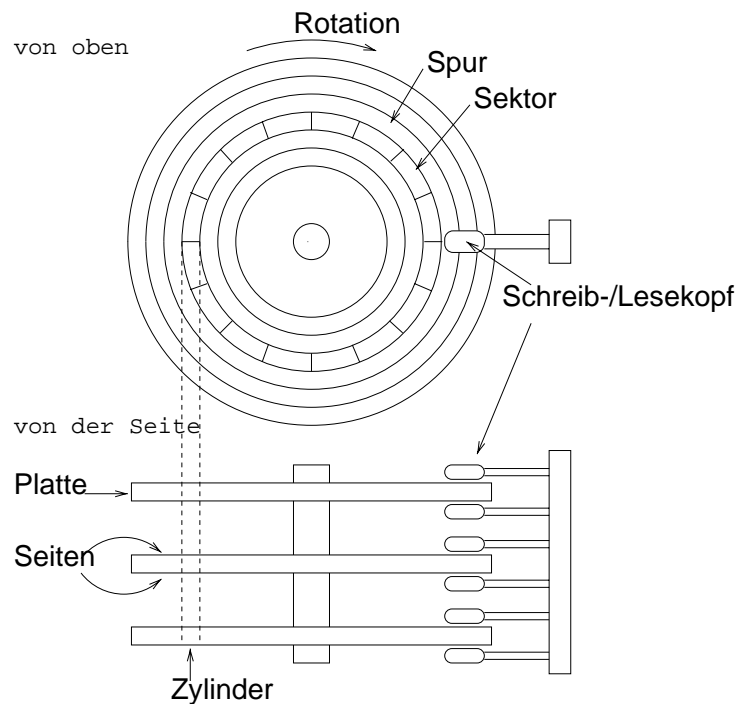 Rotation
von oben
Spur
Sektor
Schreib-/Lesekopf
von der Seite
Platte
Seiten
Zylinder